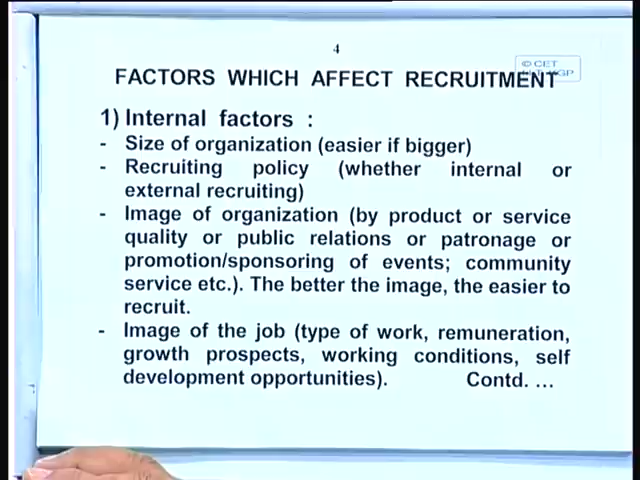 4
© CET
I.I.T. KGP
FACTORS WHICH AFFECT RECRUITMENT
1) Internal factors :
- Size of organization (easier if bigger)
- Recruiting policy (whether internal or
external recruiting)
- Image of organization (by product or service
quality or public relations or patronage or
promotion/sponsoring of events; community
service etc.). The better the image, the easier to
recruit.
- Image of the job (type of work, remuneration,
growth prospects, working conditions, self
development opportunities). Contd. ...